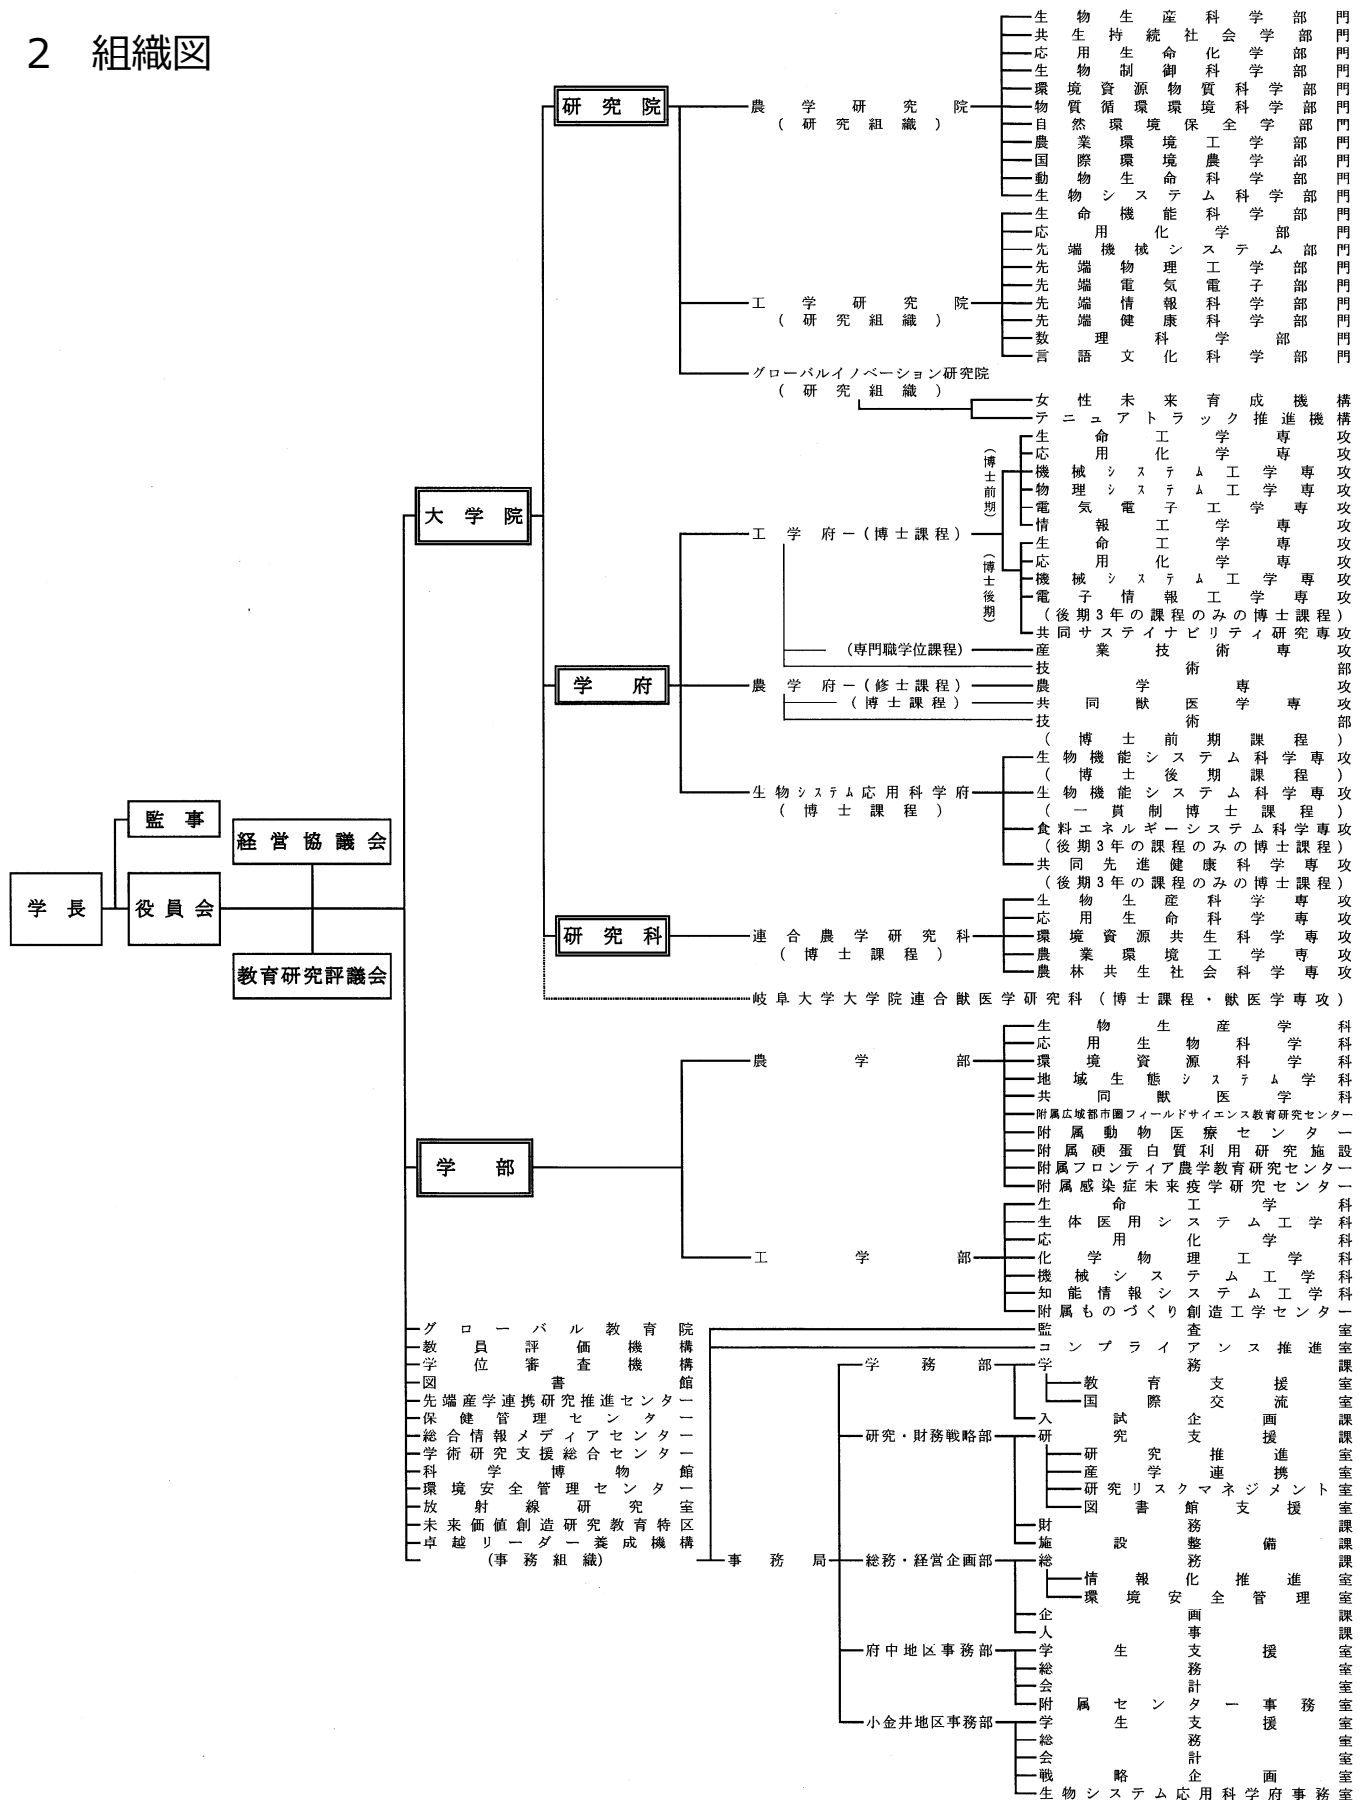 2 組織図
学長
監事
役員会
経営協議会
教育研究評議会
大学院
研究院
農学研究院
(研究組織)
生物生産科学部門
共生持続社会学部門
応用生命化学部門
生物制御科学部門
環境資源物質科学部門
物質循環環境科学部門
自然環境保全学部門
農業環境工学部門
国際環境農学部門
動物生命科学部門
生物システム科学部門
工学研究院
(研究組織)
生命機能科学部門
応用化学部門
先端機械システム部門
先端物理工学部門
先端電気電子部門
先端情報科学部門
先端健康科学部門
数理科学部門
言語文化科学部門
グローバルイノベーション研究院
(研究組織)
女性未来育成機構
テニュアトラック推進機構
学府
工学府ー(博士課程)
(博士前期)
生命工学専攻
応用化学専攻
機械システム工学専攻
物理システム工学専攻
電気電子工学専攻
情報工学専攻
(博士後期)
生命工学専攻
応用化学専攻
機械システム工学専攻
電子情報工学専攻
(後期3年の課程のみの博士課程)
共同サステイナビリティ研究専攻
(専門職学位課程)
産業技術専攻
技術部
農学府ー(修士課程)
農学専攻
(博士課程)
共同獣医学専攻
技術部
生物システム応用科学府
(博士課程)
(博士前期課程)
生物機能システム科学専攻
(博士後期課程)
生物機能システム科学専攻
(一貫制博士課程)
食料エネルギーシステム科学専攻
(後期3年の課程のみの博士課程)
共同先進健康科学専攻
(後期3年の課程のみの博士課程)
研究科
連合農学研究科
(博士課程)
生物生産科学専攻
応用生命科学専攻
環境資源共生科学専攻
農業環境工学専攻
農林共生社会科学専攻
岐阜大学大学院連合獣医学研究科(博士課程・獣医学専攻)
学部
農学部
生物生産学科
応用生物科学科
環境資源科学科
地域生態システム学科
共同獣医学科
附属広域都市圏フィールドサイエンス教育研究センター
附属動物医療センター
附属硬蛋白質利用研究施設
附属フロンティア農学教育研究センター
附属感染症未来疫学研究センター
工学部
生命工学科
生体医用システム工学科
応用化学科
化学物理工学科
機械システム工学科
知能情報システム工学科
附属ものづくり創造工学センター
グローバル教育院
教員評価機構
学位審査機構
図書館
先端産学連携研究推進センター
保健管理センター
総合情報メディアセンター
学術研究支援総合センター
科学博物館
環境安全管理センター
放射線研究室
未来価値創造研究教育特区
卓越リーダー養成機構
(事務組織)
事務局
監査室
コンプライアンス推進室
学務部
学務課
教育支援室
国際交流室
入試企画課
研究・財務戦略部
研究支援課
研究推進室
産学連携室
研究リスクマネジメント室
図書館支援室
財務課
施設整備課
総務・経営企画部
総務課
情報化推進室
環境安全管理室
企画課
人事課
府中地区事務部
学生支援室
総務室
会計室
附属センター事務室
小金井地区事務部
学生支援室
総務室
会計室
戦略企画室
生物システム応用科学府事務室